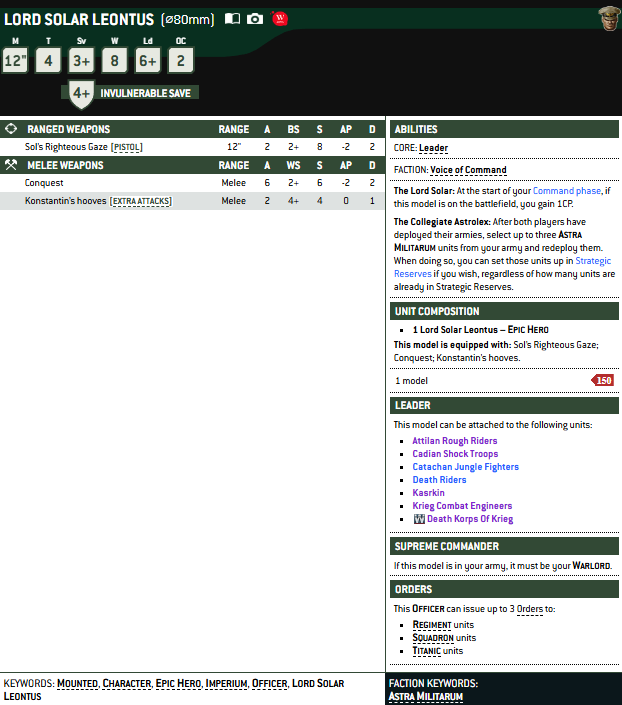 LORD SOLAR LEONTUS (⌀80mm)
M T Sv W Ld OC
12" 4 3+ 8 6+ 2
4+ INVULNERABLE SAVE
RANGED WEAPONS RANGE A BS S AP D
Sol's Righteous Gaze [PISTOL] 12" 2 2+ 8 -2 2
MELEE WEAPONS RANGE A WS S AP D
Conquest Melee 6 2+ 6 -2 2
Konstantin's hooves [EXTRA ATTACKS] Melee 2 4+ 4 0 1
ABILITIES
CORE: Leader
FACTION: Voice of Command
The Lord Solar: At the start of your Command phase, if
this model is on the battlefield, you gain 1CP.
The Collegiate Astrolex: After both players have
deployed their armies, select up to three ASTRA
MILITARUM units from your army and redeploy them.
When doing so, you can set those units up in Strategic
Reserves if you wish, regardless of how many units are
already in Strategic Reserves.
UNIT COMPOSITION
▪ 1 Lord Solar Leontus – EPIC HERO
This model is equipped with: Sol's Righteous Gaze;
Conquest; Konstantin's hooves.
1 model 150
LEADER
This model can be attached to the following units:
▪ Attilan Rough Riders
▪ Cadian Shock Troops
▪ Catachan Jungle Fighters
▪ Death Riders
▪ Kasrkin
▪ Krieg Combat Engineers
▪ Death Korps Of Krieg
SUPREME COMMANDER
If this model is in your army, it must be your WARLORD.
ORDERS
This OFFICER can issue up to 3 Orders to:
▪ REGIMENT units
▪ SQUADRON units
▪ TITANIC units
KEYWORDS: MOUNTED, CHARACTER, EPIC HERO, IMPERIUM, OFFICER, LORD SOLAR
LEONTUS
FACTION KEYWORDS:
ASTRA MILITARUM